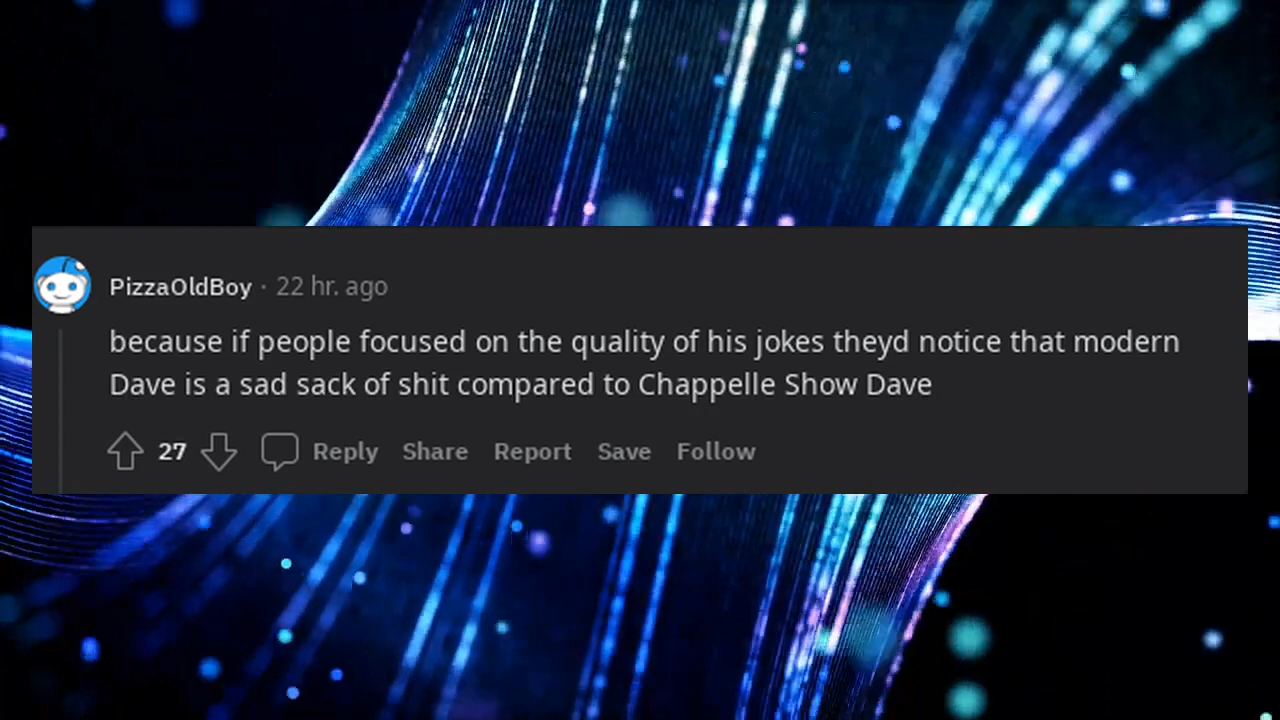 PizzaOldBoy · 22 hr. ago
because if people focused on the quality of his jokes theyd notice that modern
Dave is a sad sack of shit compared to Chappelle Show Dave
27 Reply Share Report Save Follow